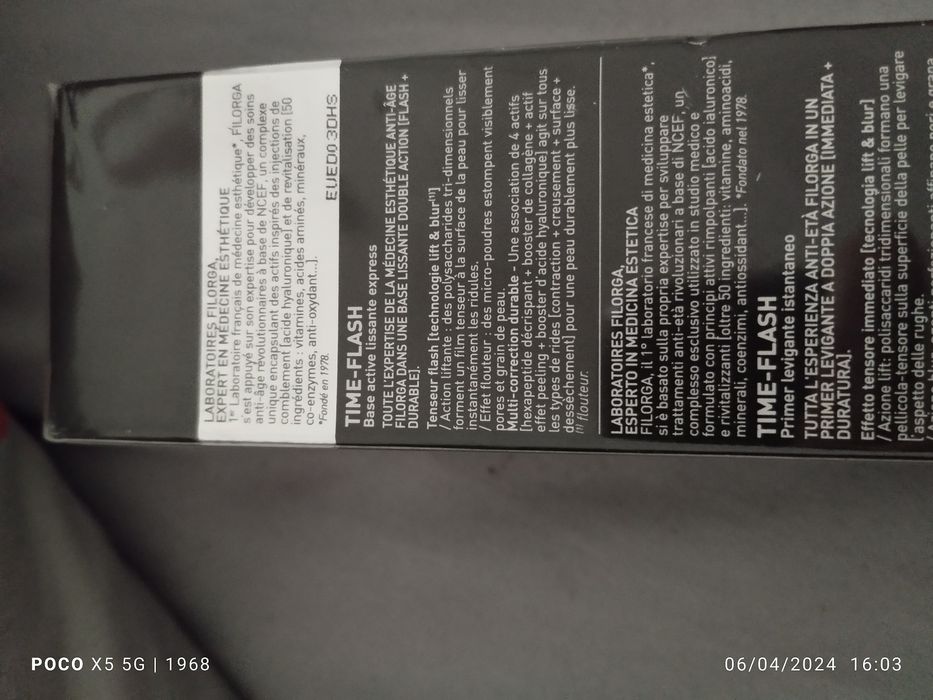 LABORATOIRES FILORGA,
EXPERT EN MÉDECINE ESTHÉTIQUE
1er Laboratoire français de médecine esthétique*, FILORGA
s'est appuyé sur son expertise pour développer des soins
anti-âge révolutionnaires à base de NCEF, un complexe
unique encapsulant des actifs inspirés des injections de
comblement [acide hyaluronique] et de revitalisation [50
ingrédients : vitamines, acides aminés, minéraux,
co-enzymes, anti-oxydant...].
*Fondé en 1978.
TIME-FLASH
Base active lissante express
TOUTE L'EXPERTISE DE LA MÉDECINE ESTHÉTIQUE ANTI-ÂGE
FILORGA DANS UNE BASE LISSANTE DOUBLE ACTION [FLASH +
DURABLE].
Tenseur flash [technologie lift & blur(1)]
/ Action liftante : des polysaccharides tri-dimensionnels
forment un film tenseur à la surface de la peau pour lisser
instantanément les ridules.
/ Effet flouteur : des micro-poudres estompent visiblement
pores et grain de peau.
Multi-correction durable - Une association de 4 actifs
[hexapeptide décrispant + booster de collagène + actif
effet peeling + booster d'acide hyaluronique] agit sur tous
les types de rides [contraction + creusement + surface +
dessèchement] pour une peau durablement plus lisse.
(1) flouteur.
LABORATOIRES FILORGA,
ESPERTO IN MEDICINA ESTETICA
FILORGA, il 1° laboratorio francese di medicina estetica*,
si è basato sulla propria expertise per sviluppare
trattamenti anti-età rivoluzionari a base di NCEF, un
complesso esclusivo utilizzato in studio medico e
formulato con principi attivi rimpolpanti [acido ialuronico]
e rivitalizzanti [oltre 50 ingredienti: vitamine, aminoacidi,
minerali, coenzimi, antiossidant...]. *Fondato nel 1978.
TIME-FLASH
Primer levigante istantaneo
TUTTA L'ESPERIENZA ANTI-ETÀ FILORGA IN UN
PRIMER LEVIGANTE A DOPPIA AZIONE [IMMEDIATA +
DURATURA].
Effetto tensore immediato [tecnologia lift & blur]
/ Azione lift: polisaccaridi tridimensionali formano una
pellicola-tensore sulla superficie della pelle per levigare
l'aspetto delle rughe.
EUED03DHS
POCO X5 5G | 1968
06/04/2024 16:03